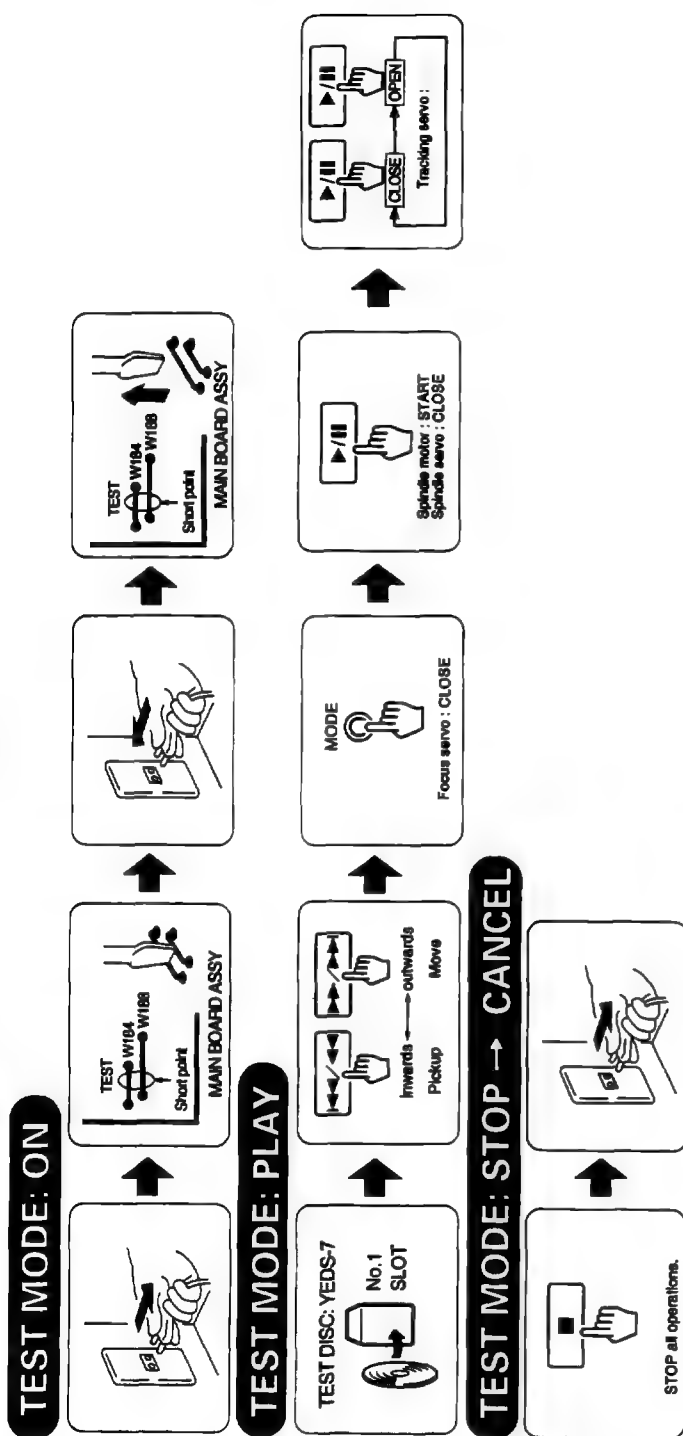 TEST MODE: ON
TEST
W184
W188
Short point
MAIN BOARD ASSY
TEST
W184
W188
Short point
MAIN BOARD ASSY
TEST MODE: PLAY
TEST DISC: YEDS-7
No.1
SLOT
Inwards outwards
Pickup Move
MODE
Focus servo : CLOSE
Spindle motor : START
Spindle servo : CLOSE
CLOSE OPEN
Tracking servo :
TEST MODE: STOP → CANCEL
STOP all operations.